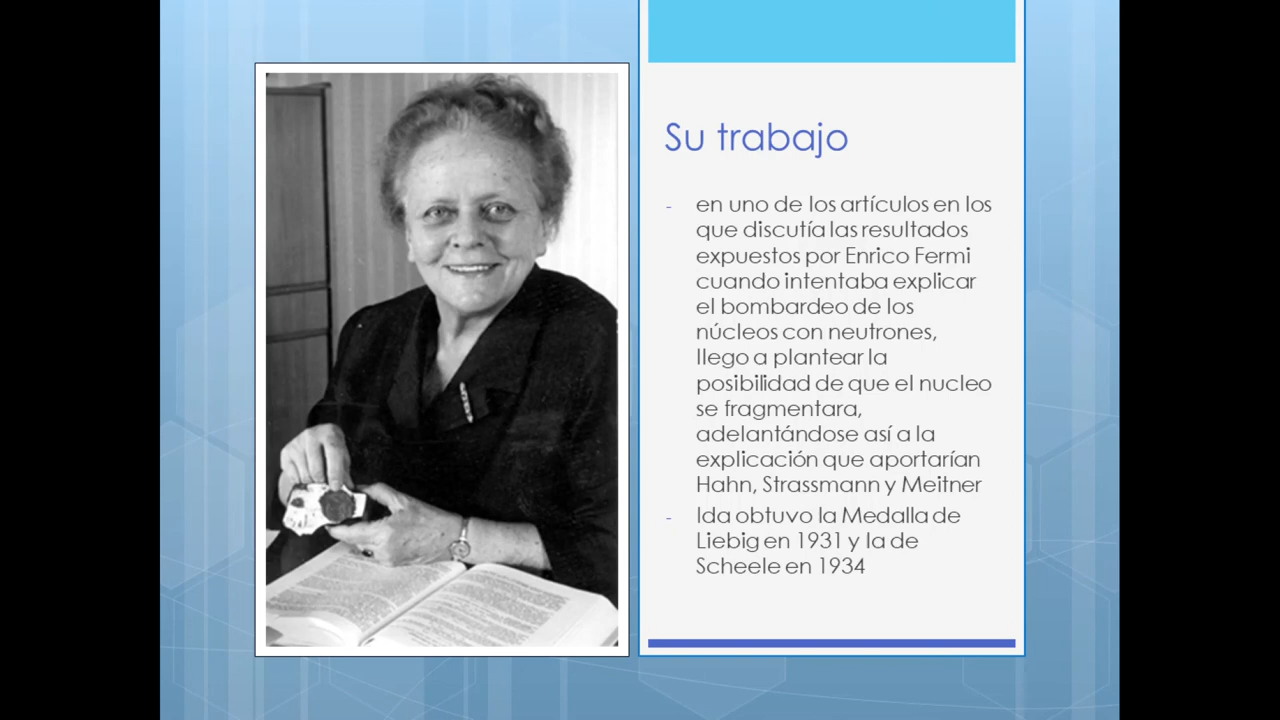 Su trabajo
- en uno de los artículos en los
que discutía las resultados
expuestos por Enrico Fermi
cuando intentaba explicar
el bombardeo de los
núcleos con neutrones,
llego a plantear la
posibilidad de que el nucleo
se fragmentara,
adelantándose así a la
explicación que aportarían
Hahn, Strassmann y Meitner
- Ida obtuvo la Medalla de
Liebig en 1931 y la de
Scheele en 1934